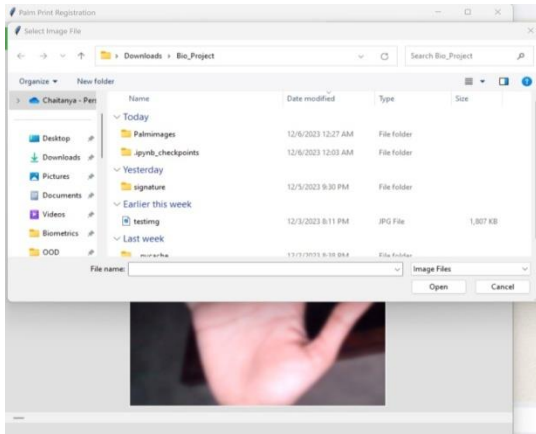 Palm Print Registration
Select Image File
Downloads > Bio_Project
Search Bio_Project
Organize New folder
Chaitanya - Pers
Name Date modified Type Size
Today
Palmimages 12/6/2023 12:27 AM File folder
.ipynb_checkpoints 12/6/2023 12:03 AM File folder
Yesterday
signature 12/5/2023 9:30 PM File folder
Earlier this week
testimg 12/3/2023 8:11 PM JPG File 1,807 KB
Last week
Desktop
Downloads
Pictures
Documents
Videos
Biometrics
OOD
File name:
Image Files
Open Cancel